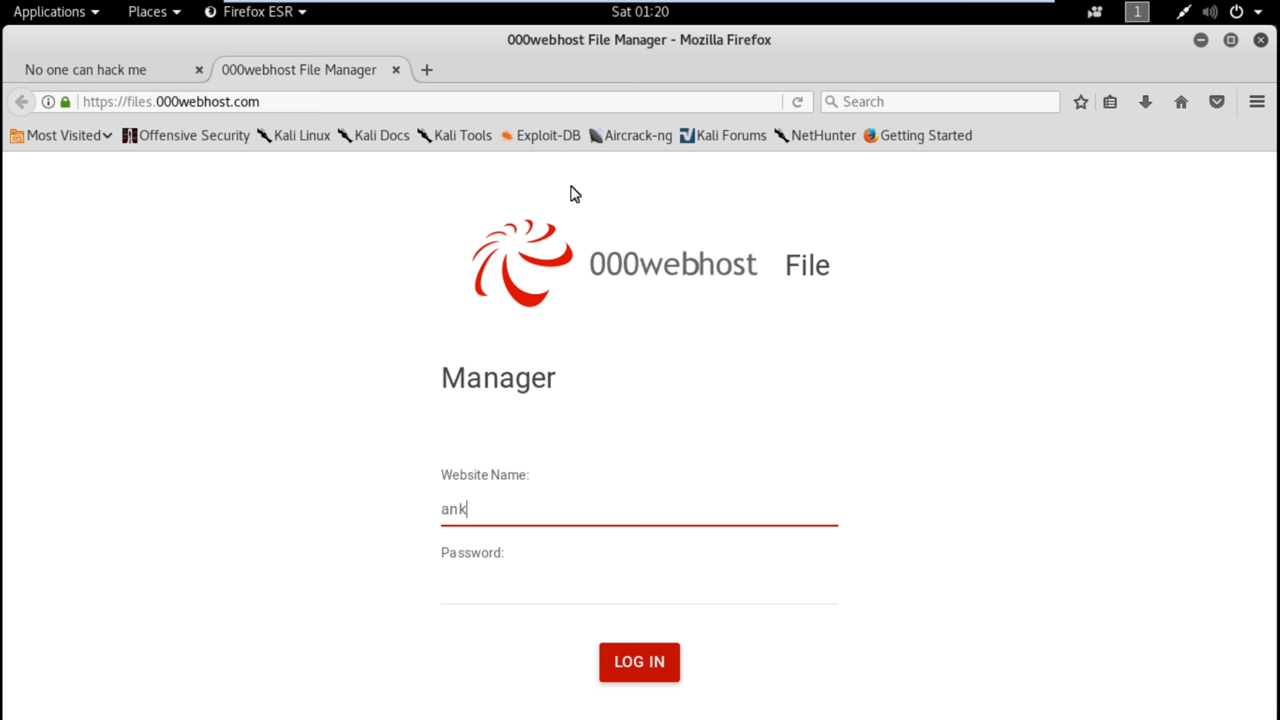 Applications Places Firefox ESR Sat 01:20 1
000webhost File Manager - Mozilla Firefox
No one can hack me 000webhost File Manager
https://files.000webhost.com Search
Most Visited Offensive Security Kali Linux Kali Docs Kali Tools Exploit-DB Aircrack-ng Kali Forums NetHunter Getting Started
000webhost File
Manager
Website Name:
ank
Password:
LOG IN